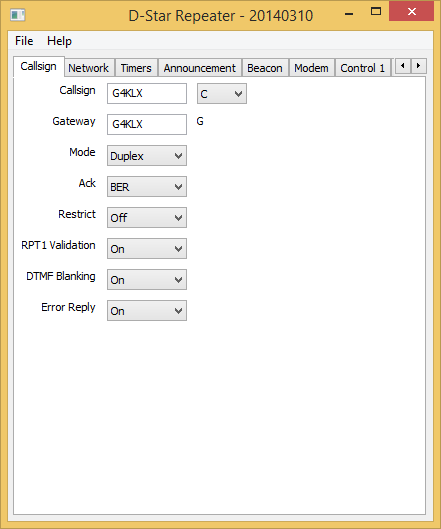 D-Star Repeater - 20140310
File Help
Callsign Network Timers Announcement Beacon Modem Control 1
Callsign G4KLX C
Gateway G4KLX G
Mode Duplex
Ack BER
Restrict Off
RPT1 Validation On
DTMF Blanking On
Error Reply On